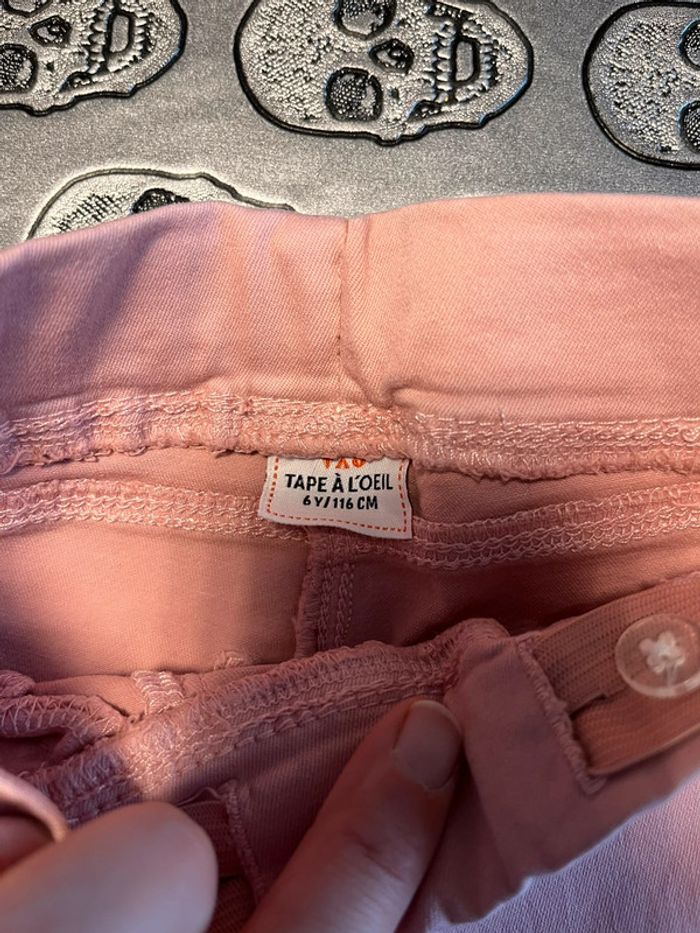 TAPE À L'OEIL
6 Y/116 CM